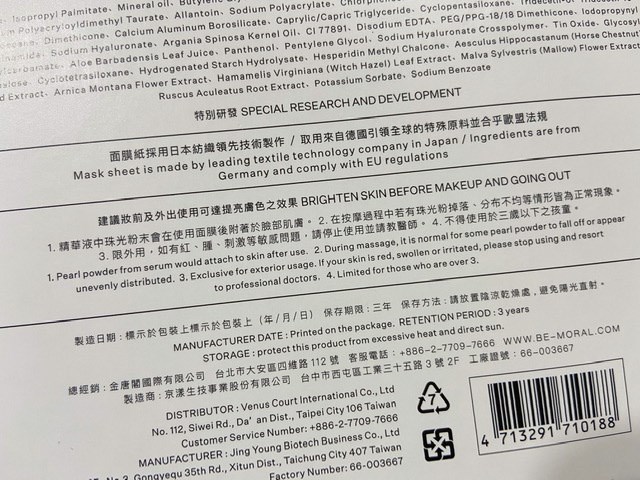 Isopropyl Palmitate, Mineral oil, Butylene
Polyacryloyldimethyl Taurate, Allantoin, Sodium Polyacrylate,
Dimethicone, Calcium Aluminum Borosilicate, Caprylic/Capric Triglyceride, Cyclopentasiloxane,
Sodium Hyaluronate, Argania Spinosa Kernel Oil, CI 77891, Disodium EDTA, PEG/PPG-18/18 Dimethicone, Iodopropynyl
Aloe Barbadensis Leaf Juice, Panthenol, Pentylene Glycol, Sodium Hyaluronate Crosspolymer, Tin Oxide,
Cyclotetrasiloxane, Hydrogenated Starch Hydrolysate, Hesperidin Methyl Chalcone, Aesculus Hippocastanum (Horse Chestnut)
Extract, Arnica Montana Flower Extract, Hamamelis Virginiana (Witch Hazel) Leaf Extract, Malva Sylvestris (Mallow) Flower Extract
Ruscus Aculeatus Root Extract, Potassium Sorbate, Sodium Benzoate
特別研發 SPECIAL RESEARCH AND DEVELOPMENT
面膜紙採用日本紡織領先技術製作 / 取用來自德國引領全球的特殊原料並合乎歐盟法規
Mask sheet is made by leading textile technology company in Japan / Ingredients are from
Germany and comply with EU regulations
建議妝前及外出使用可達提亮膚色之效果 BRIGHTEN SKIN BEFORE MAKEUP AND GOING OUT
1. 精華液中珠光粉末會在使用面膜後附著於臉部肌膚。 2. 在按摩過程中若有珠光粉掉落、分布不均等情形皆為正常現象。
3. 限外用，如有紅、腫、刺激等敏感問題，請停止使用並請教醫師。 4. 不得使用於三歲以下之孩童。
1. Pearl powder from serum would attach to skin after use. 2. During massage, it is normal for some pearl powder to fall off or appear
unevenly distributed. 3. Exclusive for exterior usage. If your skin is red, swollen or irritated, please stop using and resort
to professional doctors. 4. Limited for those who are over 3.
製造日期：標示於包裝上標示於包裝上（年/月/日） 保存期限：三年 保存方法：請放置陰涼乾燥處，避免陽光直射。
MANUFACTURER DATE : Printed on the package. RETENTION PERIOD : 3 years
STORAGE : protect this product from excessive heat and direct sun.
總經銷：金唐閣國際有限公司 台北市大安區四維路 112 號 客服電話：+886-2-7709-7666 WWW.BE-MORAL.COM
製造商：京漾生技事業股份有限公司 台中市西屯區工業三十五路 3 號 2F 工廠證號：66-003667
DISTRIBUTOR : Venus Court International Co., Ltd
No. 112, Siwei Rd., Da' an Dist., Taipei City 106 Taiwan
Customer Service Number: +886-2-7709-7666
MANUFACTURER : Jing Young Biotech Business Co., Ltd
No. 3, Gongyequ 35th Rd., Xitun Dist., Taichung City 407 Taiwan
Factory Number: 66-003667
7
4 713291 710188